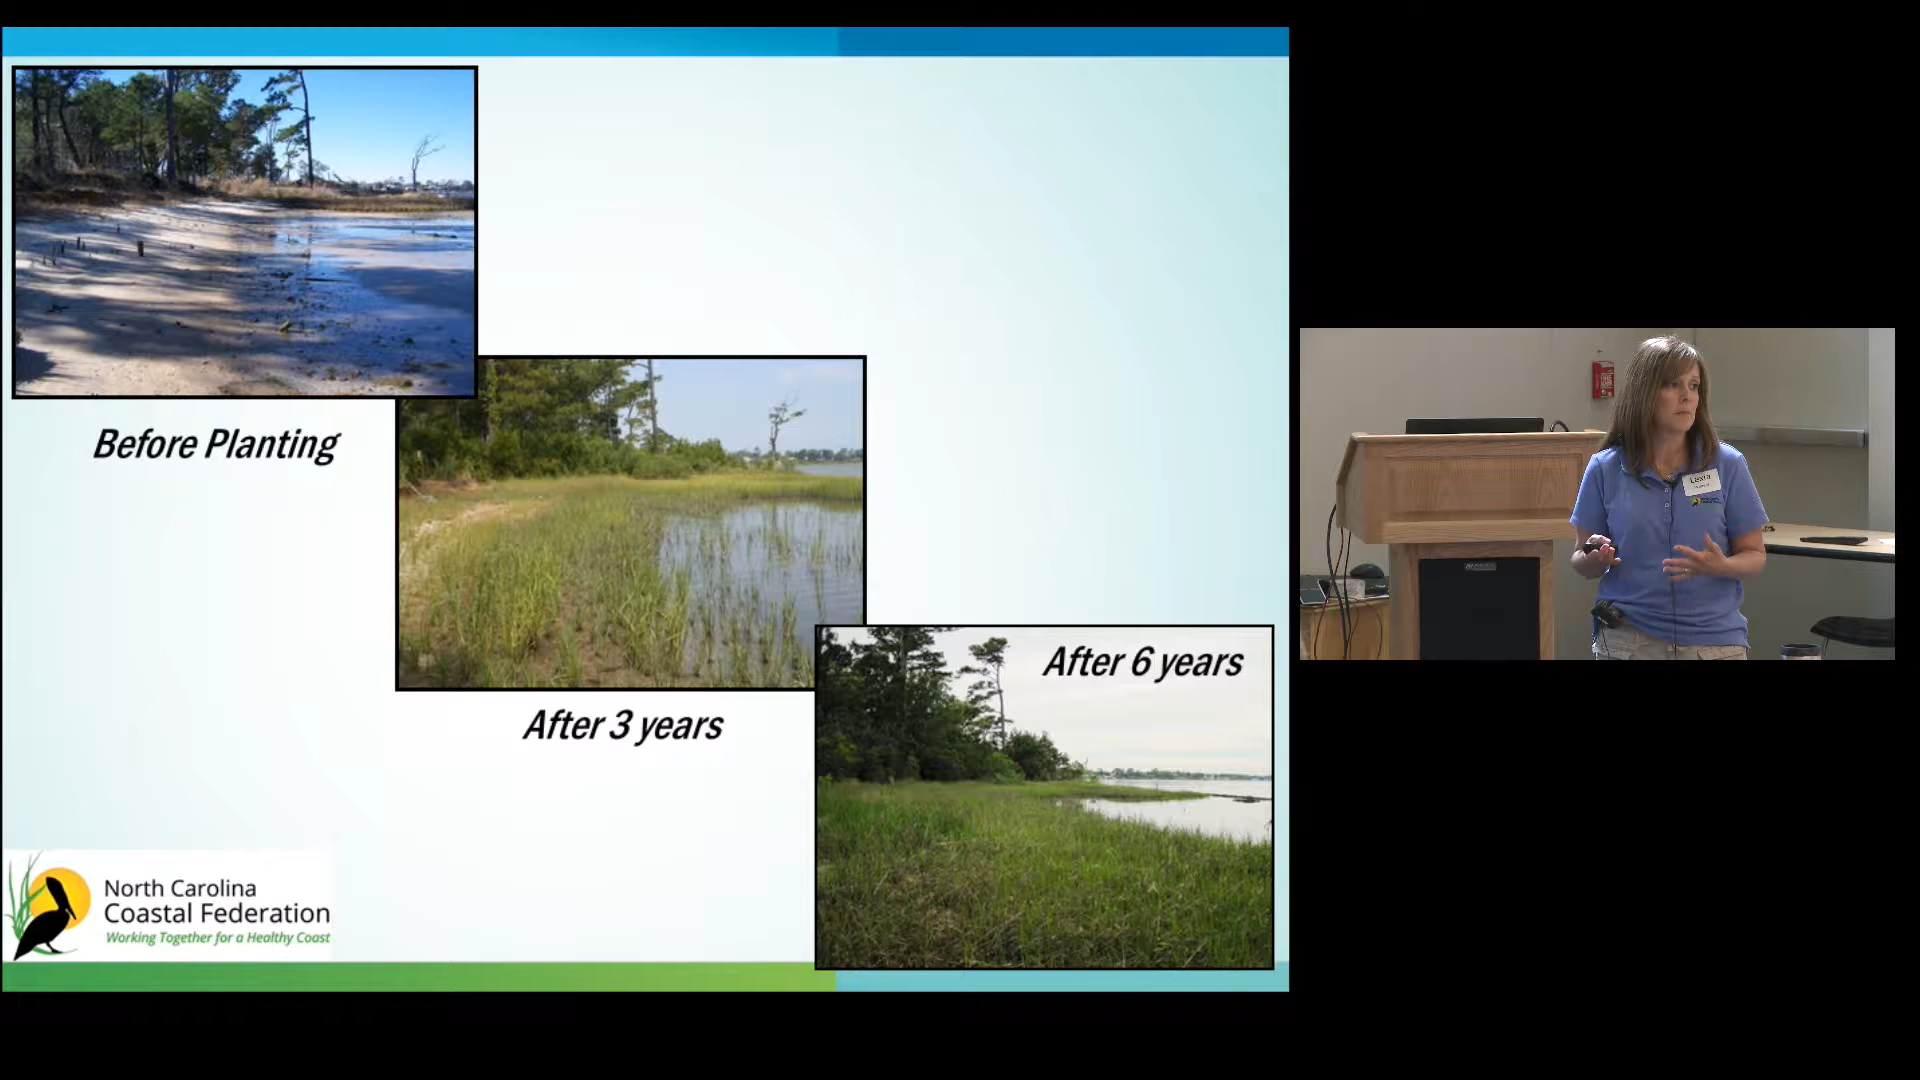 Before Planting
After 3 years
After 6 years
North Carolina
Coastal Federation
Working Together for a Healthy Coast